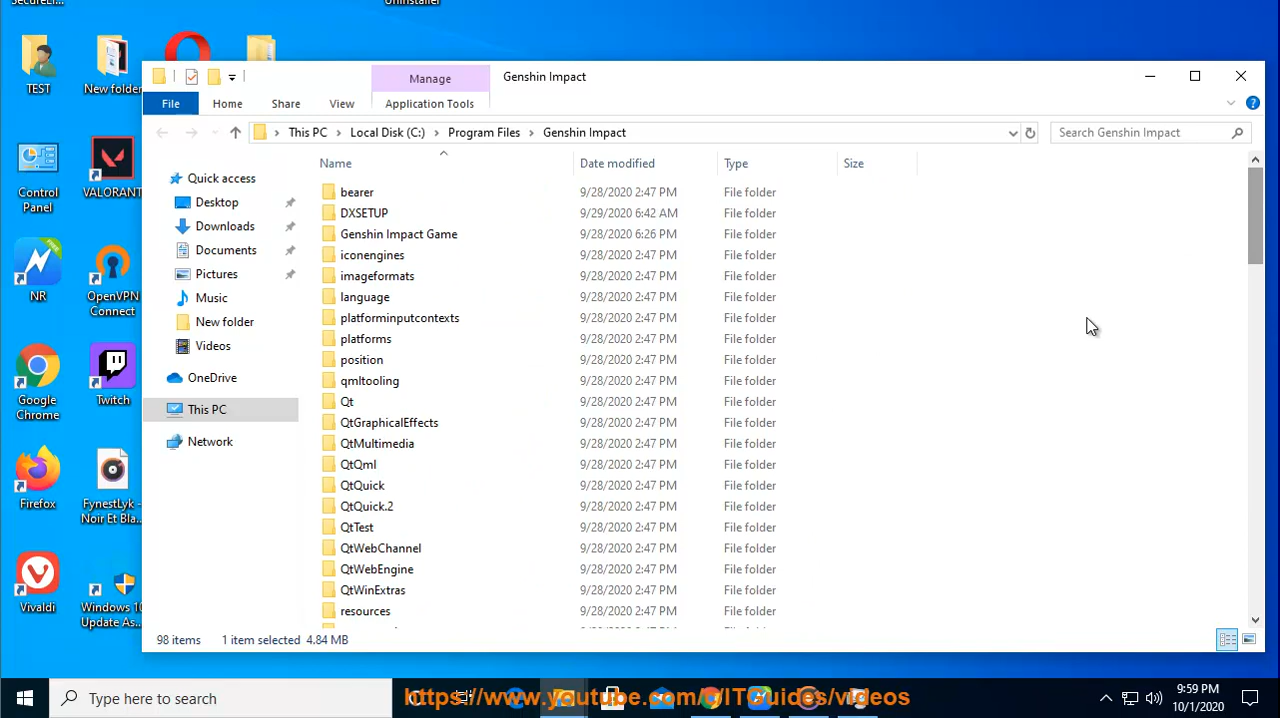 Uninstaller
TEST
New folder
Manage
Genshin Impact
File
Home
Share
View
Application Tools
This PC
Local Disk (C:)
Program Files
Genshin Impact
Search Genshin Impact
Name
Date modified
Type
Size
Control
Panel
VALORANT
NR
OpenVPN
Connect
Google
Chrome
Twitch
Firefox
FynestLyk -
Noir Et Bla...
Vivaldi
Windows 10
Update As...
Quick access
Desktop
Downloads
Documents
Pictures
Music
New folder
Videos
OneDrive
This PC
Network
bearer 9/28/2020 2:47 PM File folder
DXSETUP 9/29/2020 6:42 AM File folder
Genshin Impact Game 9/28/2020 6:26 PM File folder
iconengines 9/28/2020 2:47 PM File folder
imageformats 9/28/2020 2:47 PM File folder
language 9/28/2020 2:47 PM File folder
platforminputcontexts 9/28/2020 2:47 PM File folder
platforms 9/28/2020 2:47 PM File folder
position 9/28/2020 2:47 PM File folder
qmltooling 9/28/2020 2:47 PM File folder
Qt 9/28/2020 2:47 PM File folder
QtGraphicalEffects 9/28/2020 2:47 PM File folder
QtMultimedia 9/28/2020 2:47 PM File folder
QtQml 9/28/2020 2:47 PM File folder
QtQuick 9/28/2020 2:47 PM File folder
QtQuick.2 9/28/2020 2:47 PM File folder
QtTest 9/28/2020 2:47 PM File folder
QtWebChannel 9/28/2020 2:47 PM File folder
QtWebEngine 9/28/2020 2:47 PM File folder
QtWinExtras 9/28/2020 2:47 PM File folder
resources 9/28/2020 2:47 PM File folder
98 items
1 item selected 4.84 MB
Type here to search
https://www.youtube.com/c/ITGuides/videos
9:59 PM
10/1/2020